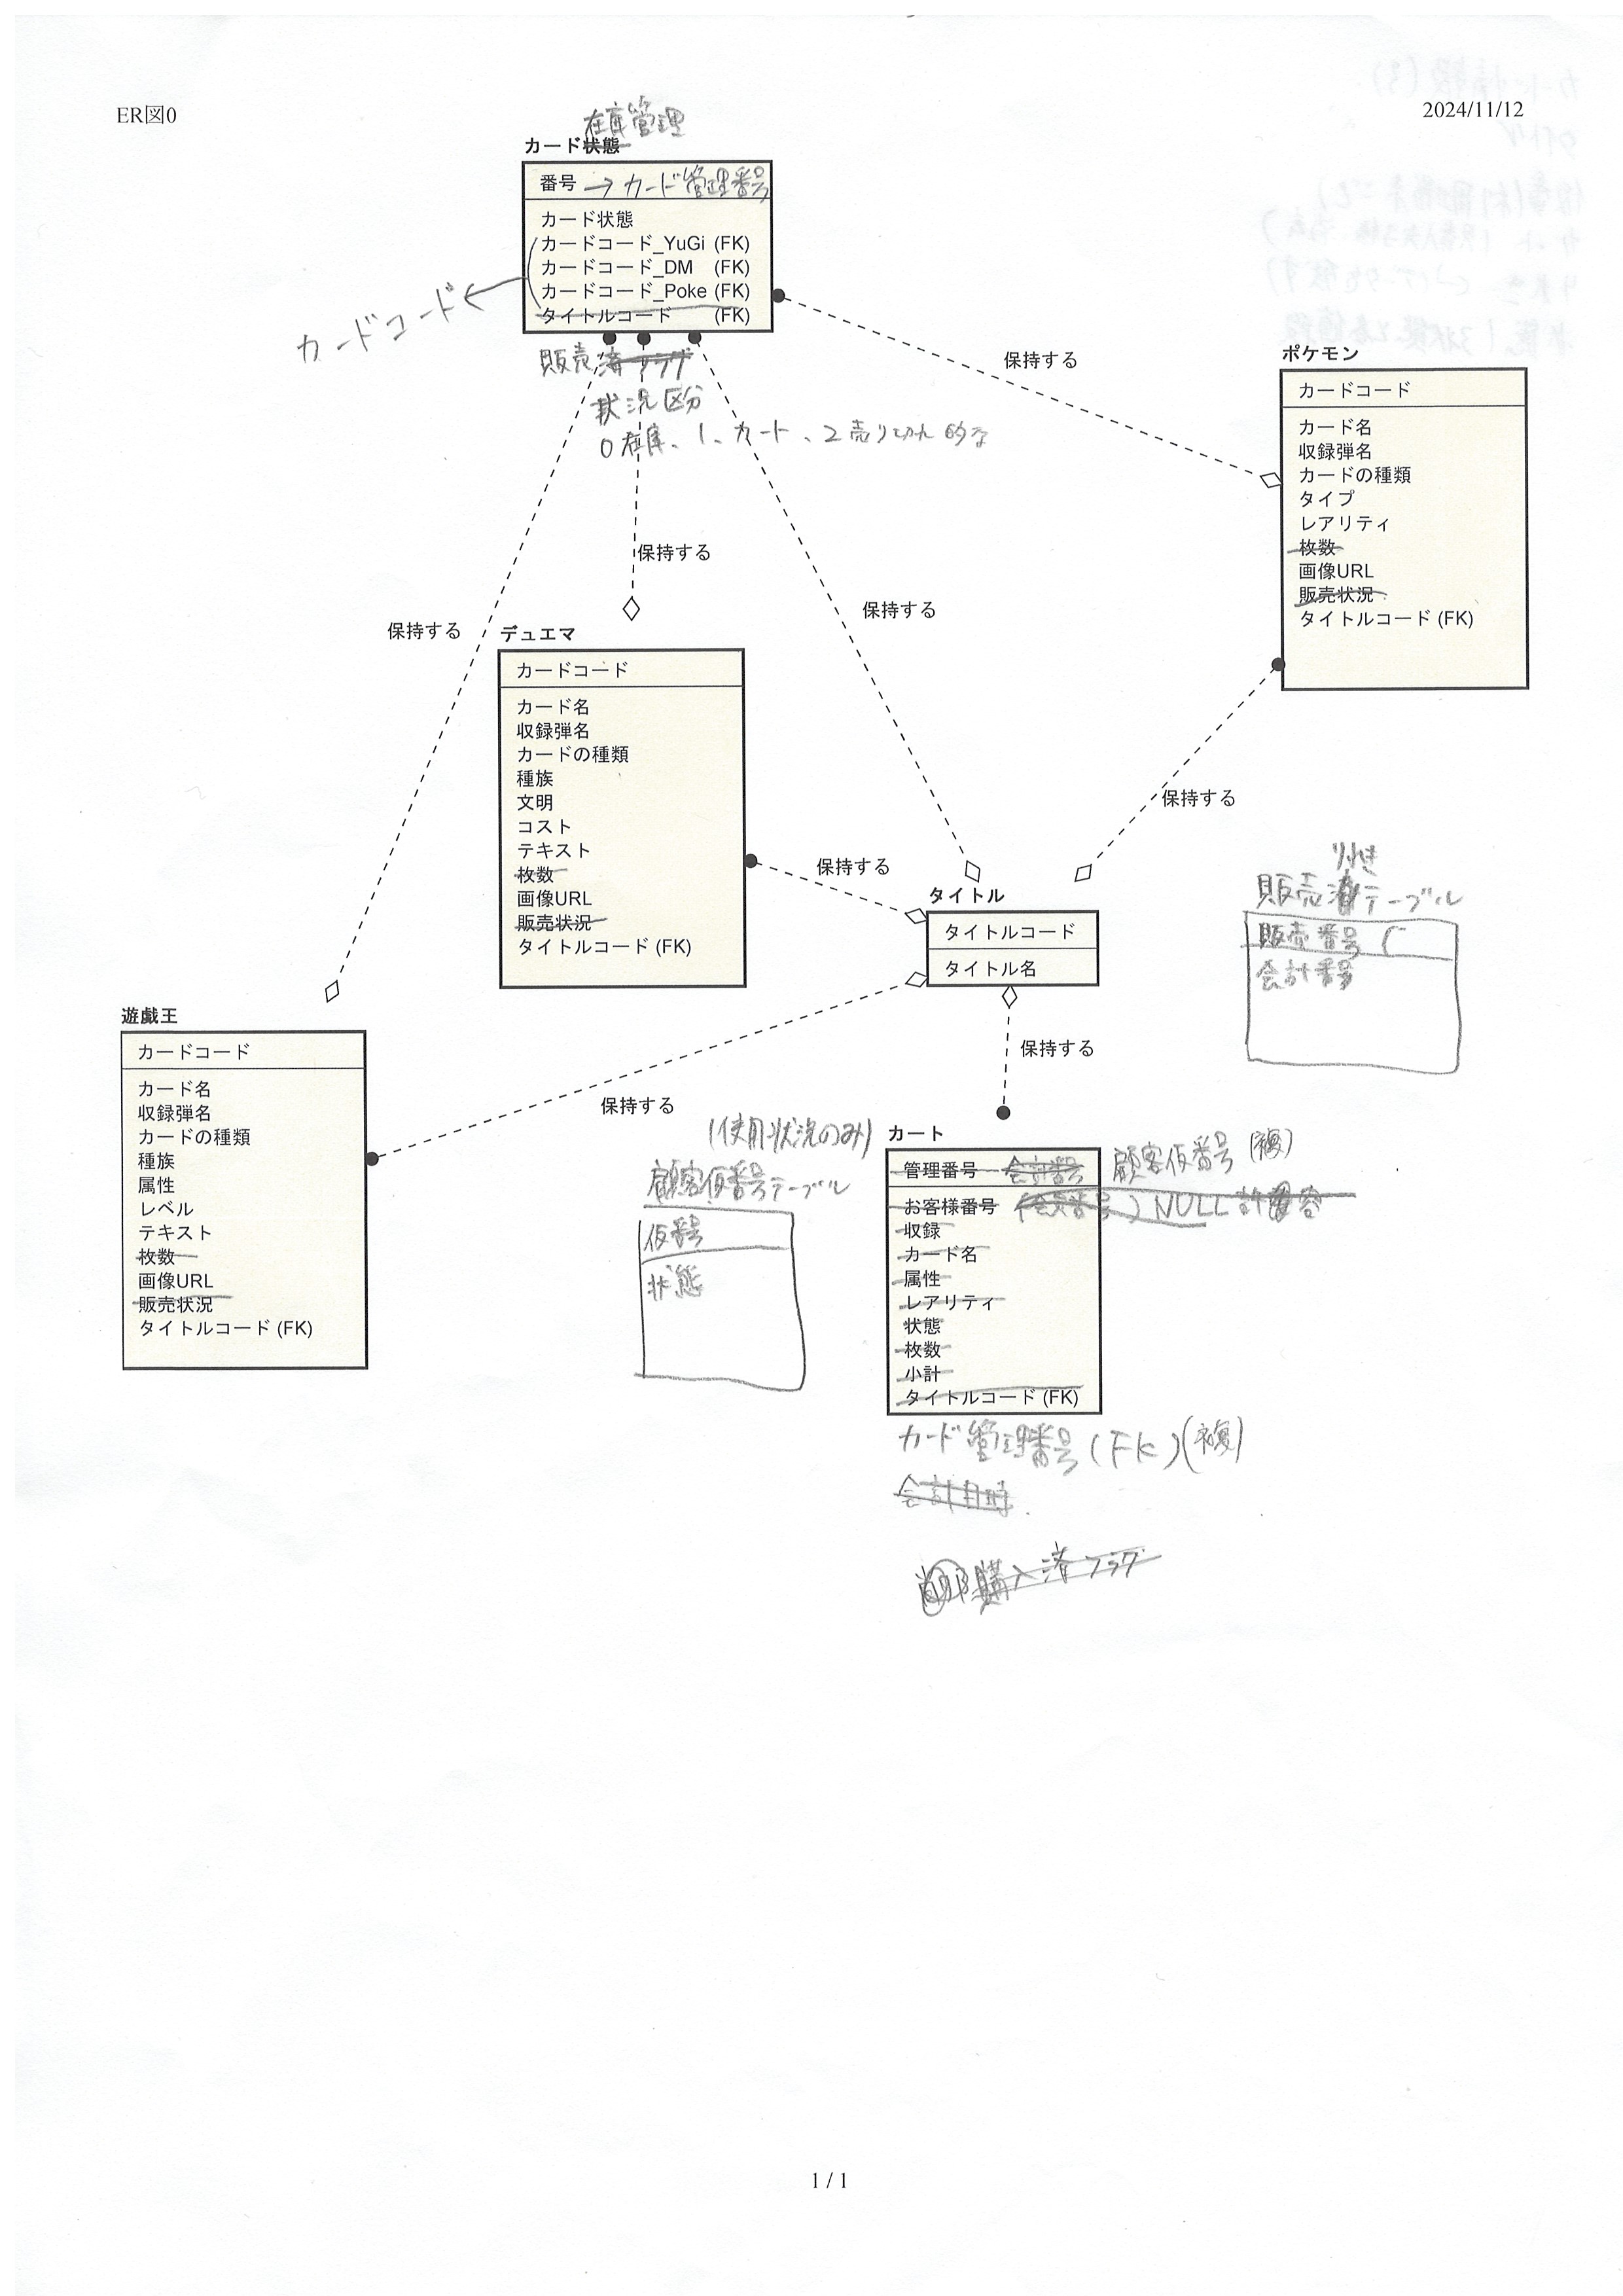 ER図0
2024/11/12
在庫管理
カード状態
番号 → カード管理番号
カード状態
カードコード_YuGi (FK)
カードコード_DM (FK)
カードコード_Poke (FK)
タイトルコード (FK)
カードコード
販売済フラグ
状況区分
0在庫、1、カート、2売り切れ的な
保持する
ポケモン
カードコード
カード名
収録弾名
カードの種類
タイプ
レアリティ
枚数
画像URL
販売状況
タイトルコード (FK)
保持する
保持する
保持する
デュエマ
カードコード
カード名
収録弾名
カードの種類
種族
文明
コスト
テキスト
枚数
画像URL
販売状況
タイトルコード (FK)
保持する
保持する
タイトル
タイトルコード
タイトル名
販売済テーブル
販売番号
会計番号
遊戯王
カードコード
カード名
収録弾名
カードの種類
種族
属性
レベル
テキスト
枚数
画像URL
販売状況
タイトルコード (FK)
保持する
保持する
(使用状況のみ)
顧客仮番号テーブル
仮番号
状態
カート
管理番号 会計番号 顧客仮番号 (複)
お客様番号 (会員番号) NULL許容
収録
カード名
属性
レアリティ
状態
枚数
小計
タイトルコード (FK)
カード管理番号(FK)(複)
会計日時
購入済フラグ
1 / 1